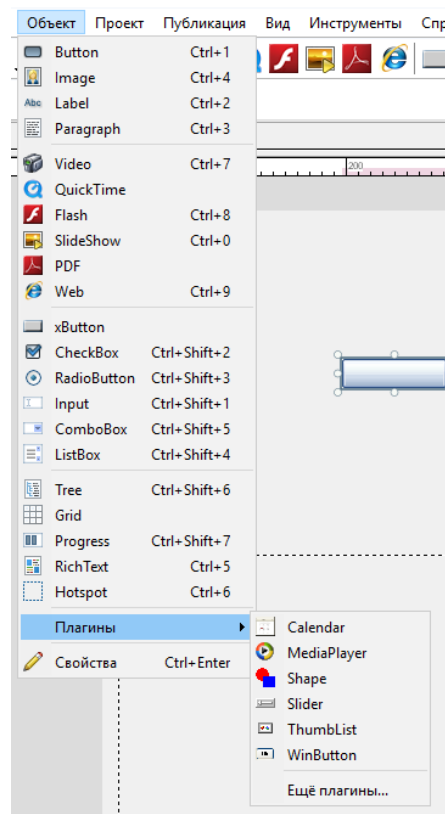 Объект Проект Публикация Вид Инструменты Спр
Button Ctrl+1
Image Ctrl+4
Abc Label Ctrl+2
Paragraph Ctrl+3
Video Ctrl+7
200
QuickTime
Flash Ctrl+8
SlideShow Ctrl+0
PDF
Web Ctrl+9
xButton
CheckBox Ctrl+Shift+2
RadioButton Ctrl+Shift+3
Input Ctrl+Shift+1
ComboBox Ctrl+Shift+5
ListBox Ctrl+Shift+4
Tree Ctrl+Shift+6
Grid
Progress Ctrl+Shift+7
RichText Ctrl+5
Hotspot Ctrl+6
Плагины
Calendar
MediaPlayer
Свойства Ctrl+Enter
Shape
Slider
ThumbList
WinButton
Ещё плагины...